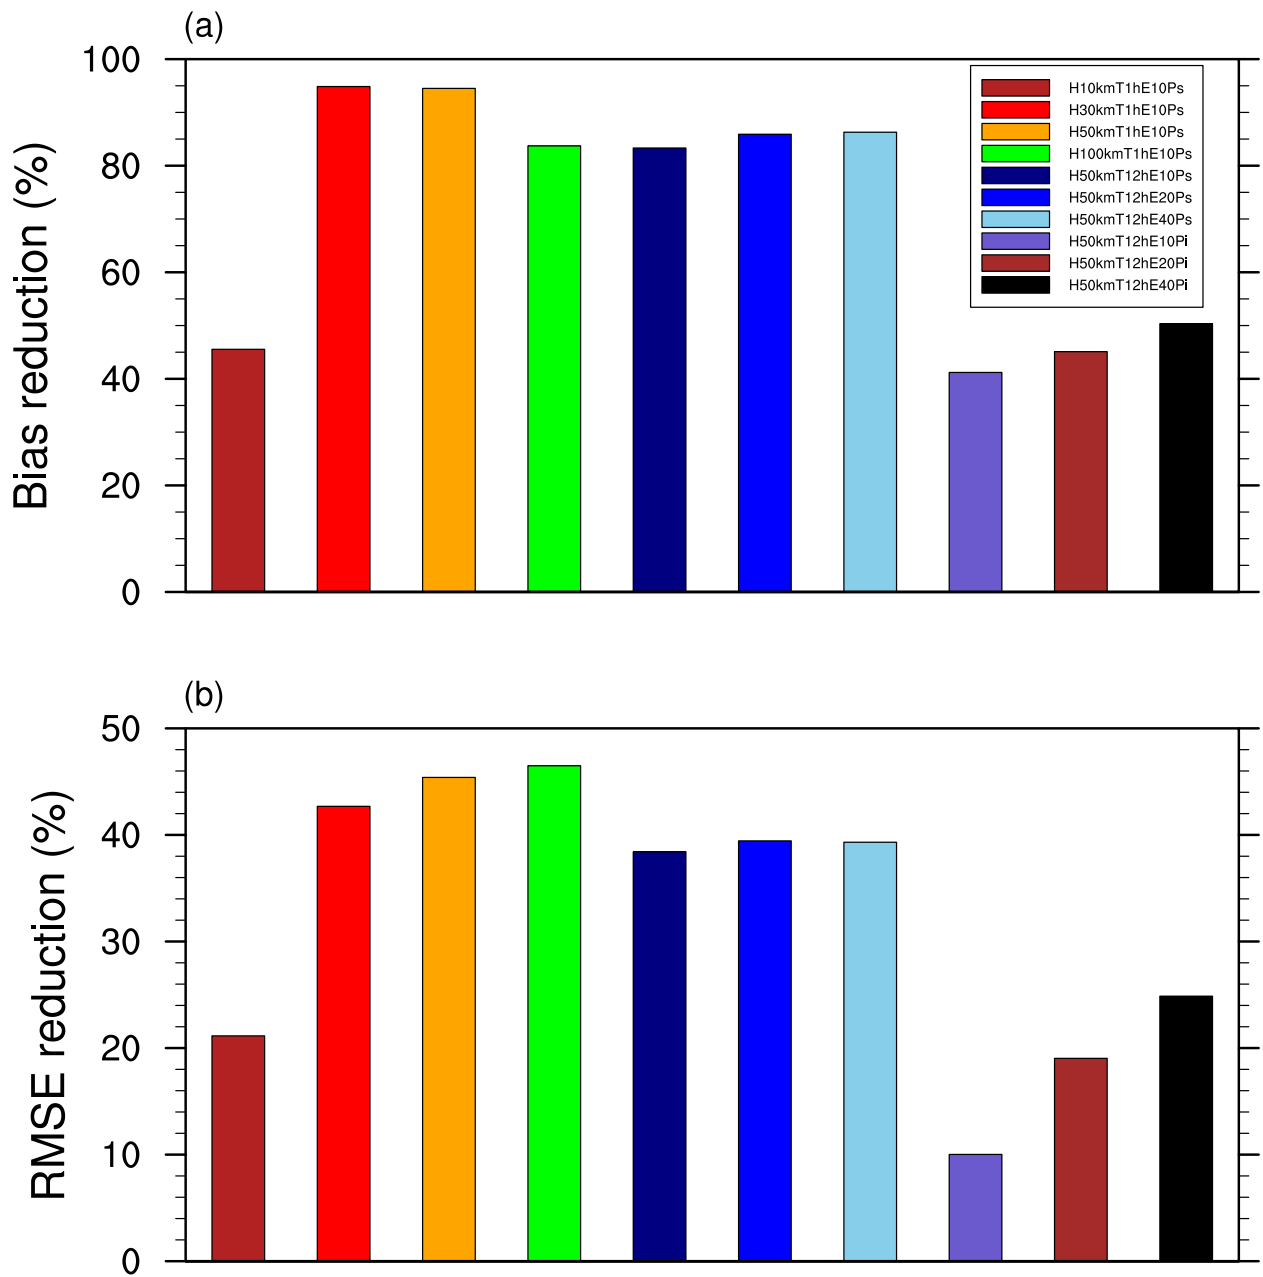 (a)
Bias reduction (%)
100
80
60
40
20
0
H10kmT1hE10Ps
H30kmT1hE10Ps
H50kmT1hE10Ps
H100kmT1hE10Ps
H50kmT12hE10Ps
H50kmT12hE20Ps
H50kmT12hE40Ps
H50kmT12hE10Pi
H50kmT12hE20Pi
H50kmT12hE40Pi
(b)
RMSE reduction (%)
50
40
30
20
10
0